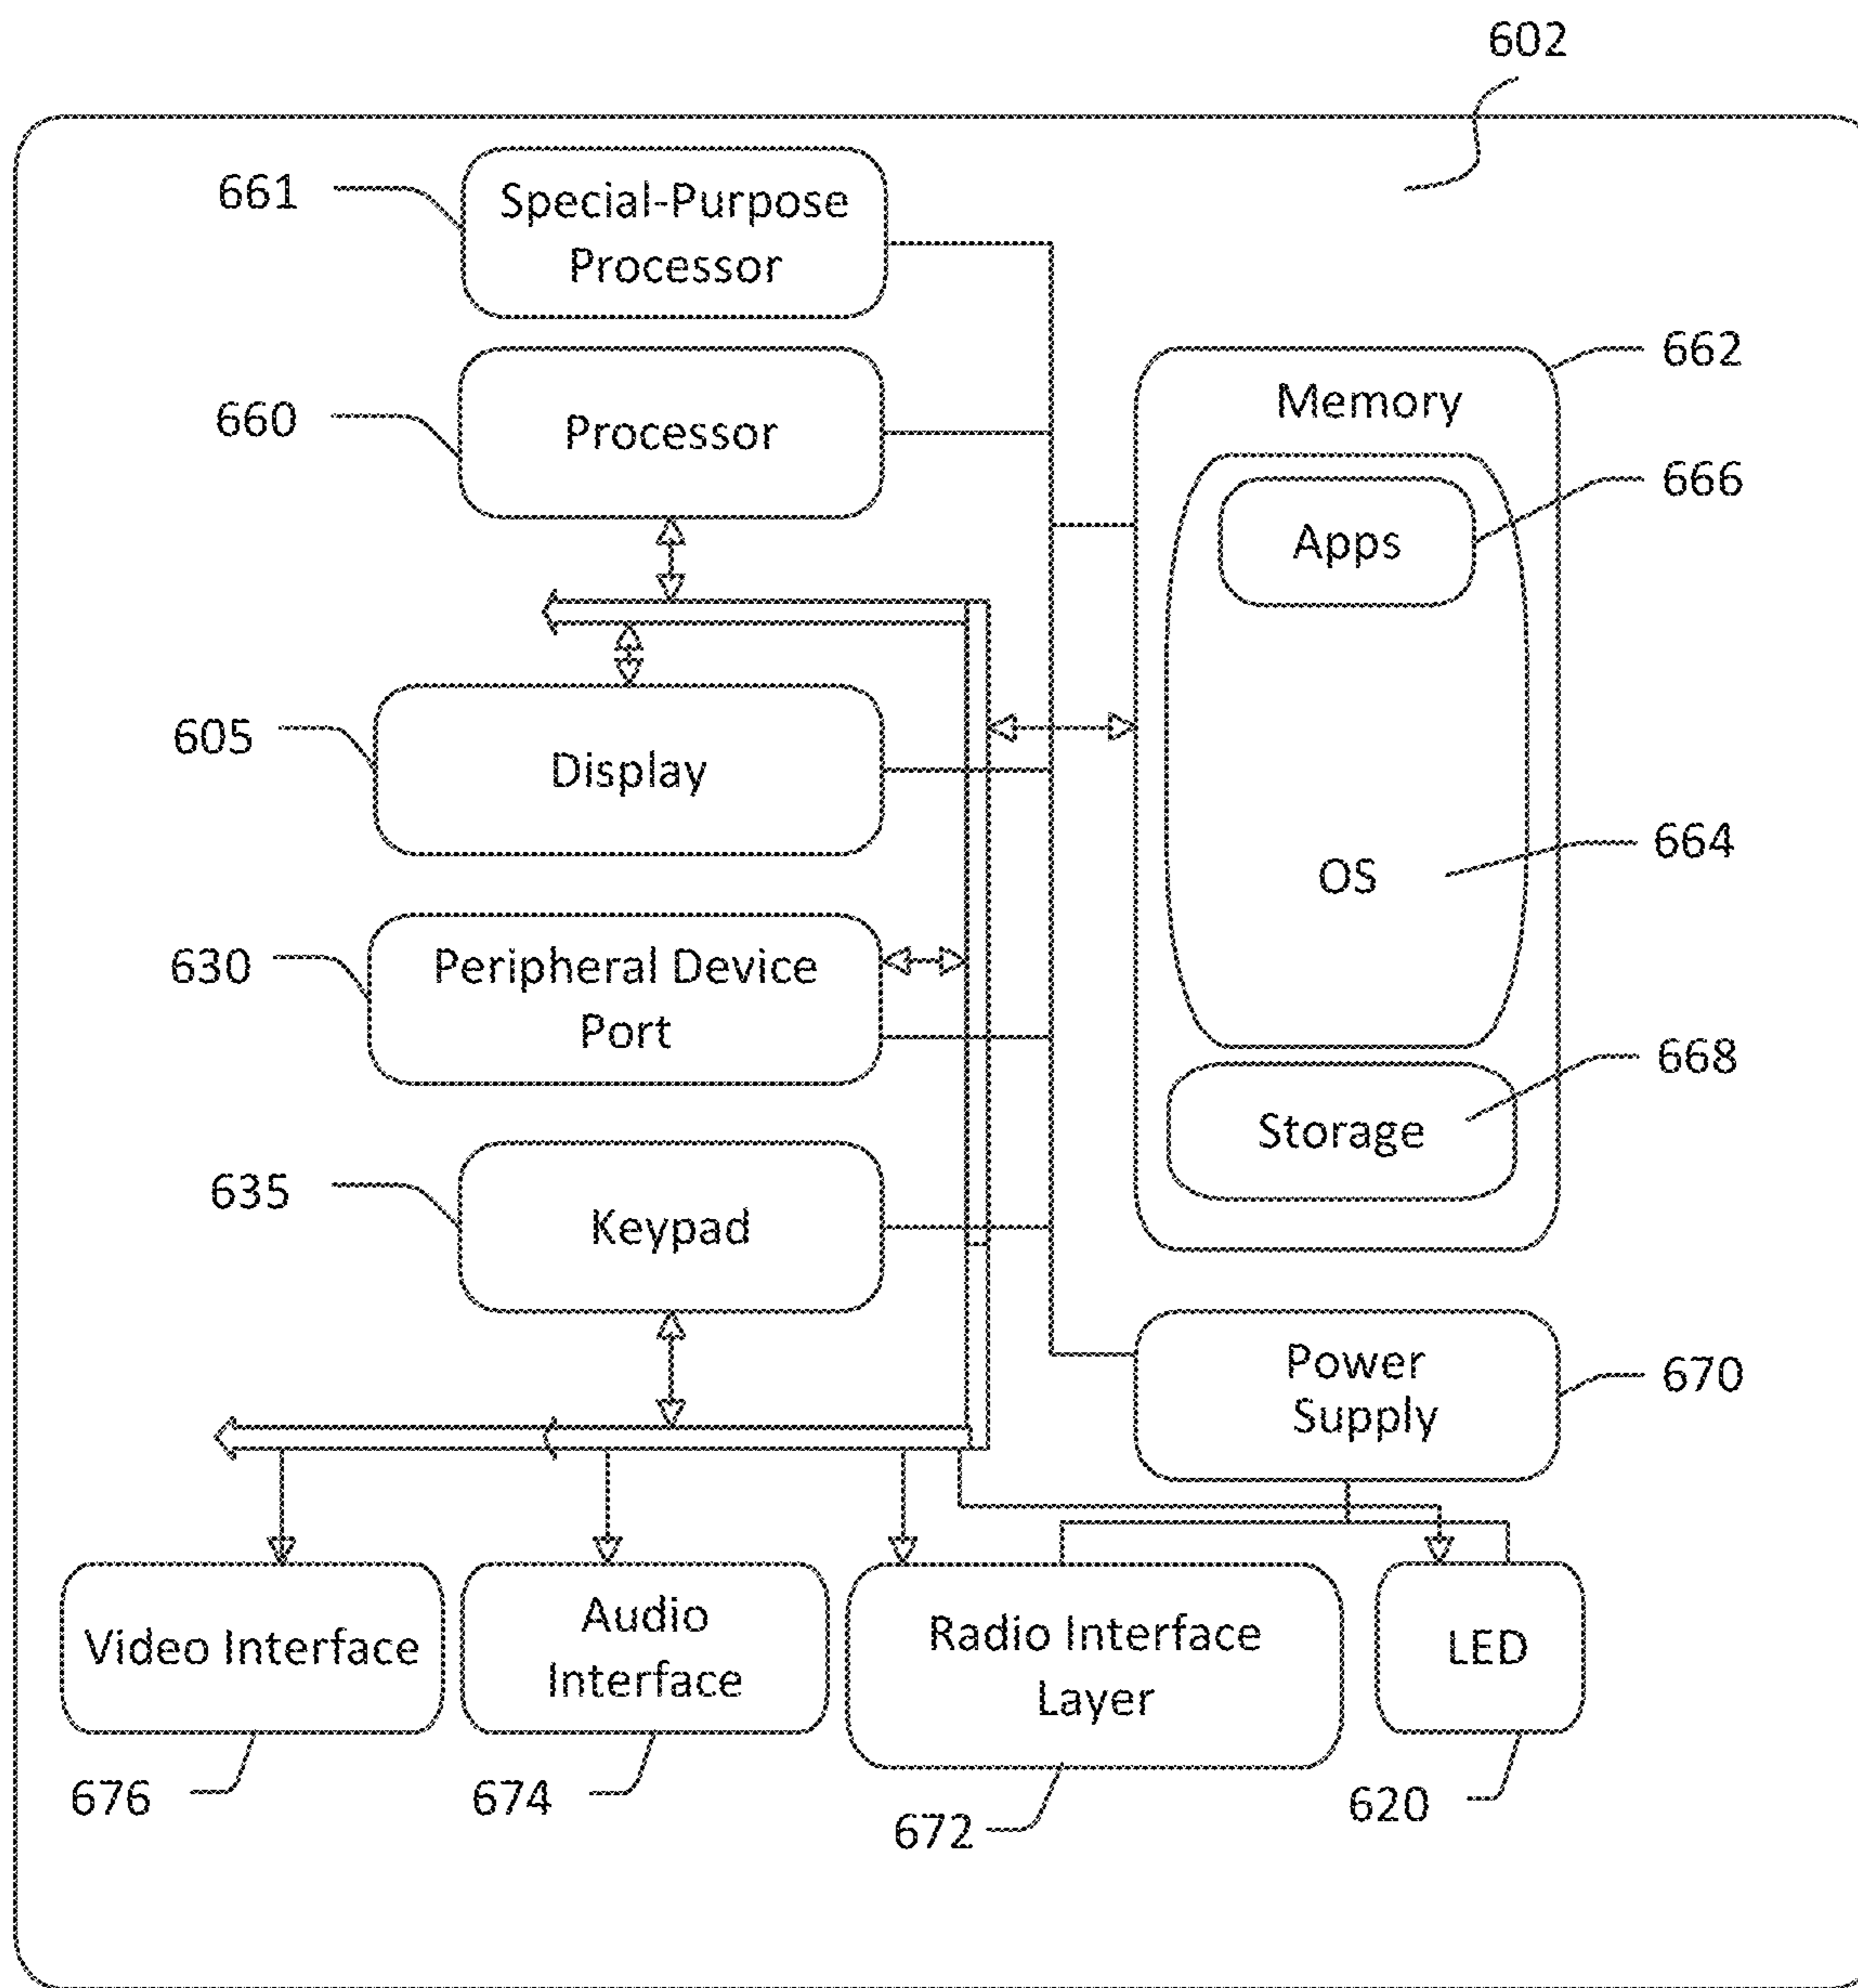 602
661
Special-Purpose
Processor
662
Memory
660
Processor
666
Apps
605
Display
664
OS
630
Peripheral Device
Port
668
Storage
635
Keypad
Power
Supply
670
Video Interface
Audio
Interface
Radio Interface
Layer
LED
676
674
672
620